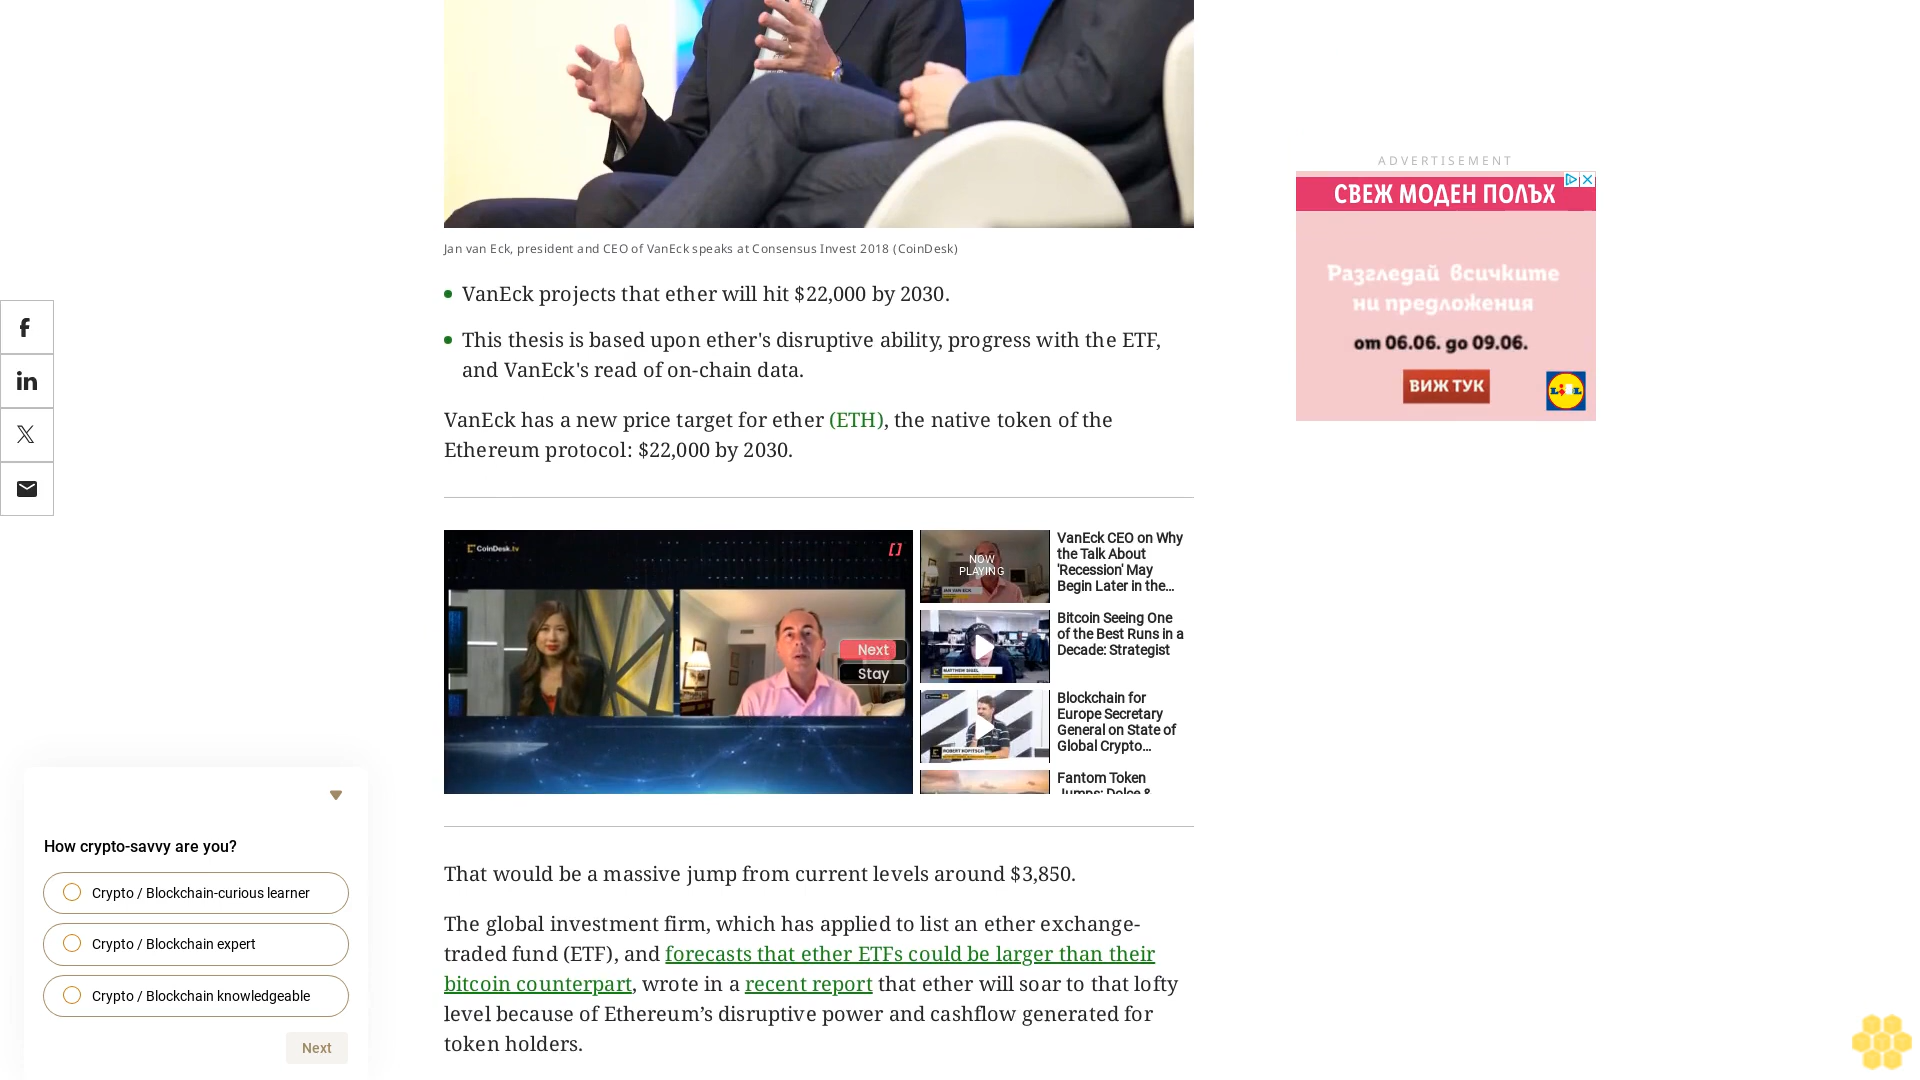 Jan van Eck, president and CEO of VanEck speaks at Consensus Invest 2018 (CoinDesk)
VanEck projects that ether will hit $22,000 by 2030.
This thesis is based upon ether's disruptive ability, progress with the ETF,
and VanEck's read of on-chain data.
VanEck has a new price target for ether (ETH), the native token of the
Ethereum protocol: $22,000 by 2030.
CoinDesk.tv
Next
Stay
NOW
PLAYING
JAN VAN ECK
VanEck CEO on Why
the Talk About
'Recession' May
Begin Later in the...
MATTHEW SIGEL
Bitcoin Seeing One
of the Best Runs in a
Decade: Strategist
ROBERT KOPITSCH
Blockchain for
Europe Secretary
General on State of
Global Crypto...
Fantom Token
Jumps; Dolce &
That would be a massive jump from current levels around $3,850.
The global investment firm, which has applied to list an ether exchange-
traded fund (ETF), and forecasts that ether ETFs could be larger than their
bitcoin counterpart, wrote in a recent report that ether will soar to that lofty
level because of Ethereum’s disruptive power and cashflow generated for
token holders.
ADVERTISEMENT
СВЕЖ МОДЕН ПОЛЪХ
Разгледай всичките
ни предложения
от 06.06. до 09.06.
ВИЖ ТУК
LIDL
How crypto-savvy are you?
Crypto / Blockchain-curious learner
Crypto / Blockchain expert
Crypto / Blockchain knowledgeable
Next